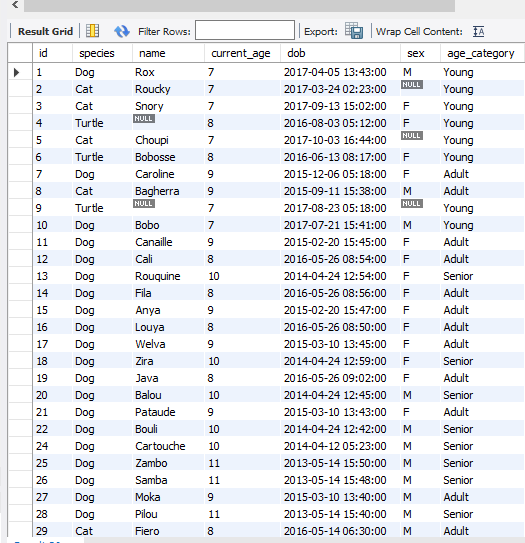 Result Grid Filter Rows: Export: Wrap Cell Content: IA
id species name current_age dob sex age_category
1 Dog Rox 7 2017-04-05 13:43:00 M Young
2 Cat Roucky 7 2017-03-24 02:23:00 NULL Young
3 Cat Snory 7 2017-09-13 15:02:00 F Young
4 Turtle NULL 8 2016-08-03 05:12:00 F Young
5 Cat Choupi 7 2017-10-03 16:44:00 NULL Young
6 Turtle Bobosse 8 2016-06-13 08:17:00 F Young
7 Dog Caroline 9 2015-12-06 05:18:00 F Adult
8 Cat Bagherra 9 2015-09-11 15:38:00 M Adult
9 Turtle NULL 7 2017-08-23 05:18:00 NULL Young
10 Dog Bobo 7 2017-07-21 15:41:00 M Young
11 Dog Canaille 9 2015-02-20 15:45:00 F Adult
12 Dog Cali 8 2016-05-26 08:54:00 F Adult
13 Dog Rouquine 10 2014-04-24 12:54:00 F Senior
14 Dog Fila 8 2016-05-26 08:56:00 F Adult
15 Dog Anya 9 2015-02-20 15:47:00 F Adult
16 Dog Louya 8 2016-05-26 08:50:00 F Adult
17 Dog Welva 9 2015-03-10 13:45:00 F Adult
18 Dog Zira 10 2014-04-24 12:59:00 F Senior
19 Dog Java 8 2016-05-26 09:02:00 F Adult
20 Dog Balou 10 2014-04-24 12:45:00 M Senior
21 Dog Pataude 9 2015-03-10 13:43:00 F Adult
22 Dog Bouli 10 2014-04-24 12:42:00 M Senior
24 Dog Cartouche 10 2014-04-12 05:23:00 M Senior
25 Dog Zambo 11 2013-05-14 15:50:00 M Senior
26 Dog Samba 11 2013-05-14 15:48:00 M Senior
27 Dog Moka 9 2015-03-10 13:40:00 M Adult
28 Dog Pilou 11 2013-05-14 15:40:00 M Senior
29 Cat Fiero 8 2016-05-14 06:30:00 M Adult